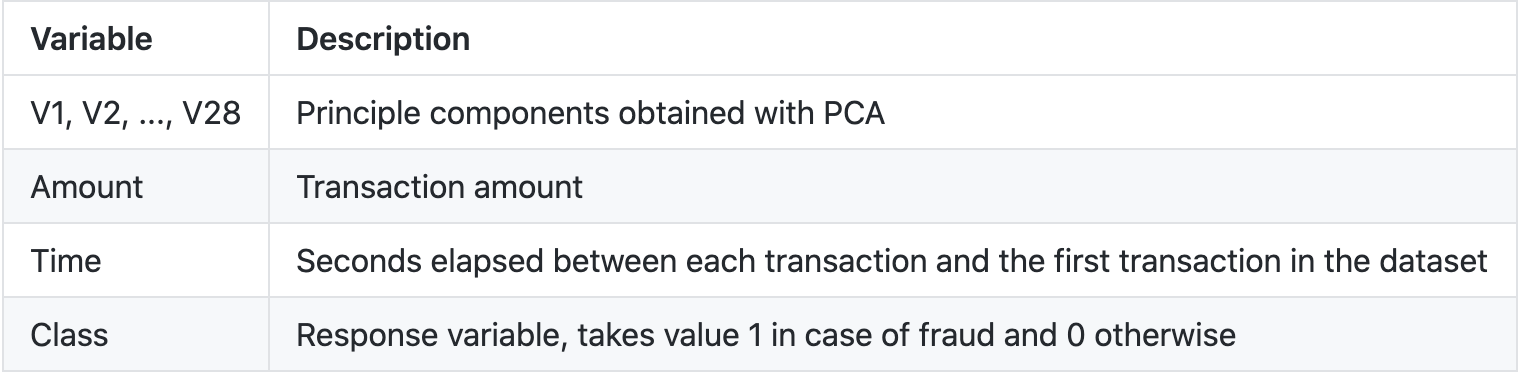 Variable Description
V1, V2, ..., V28 Principle components obtained with PCA
Amount Transaction amount
Time Seconds elapsed between each transaction and the first transaction in the dataset
Class Response variable, takes value 1 in case of fraud and 0 otherwise